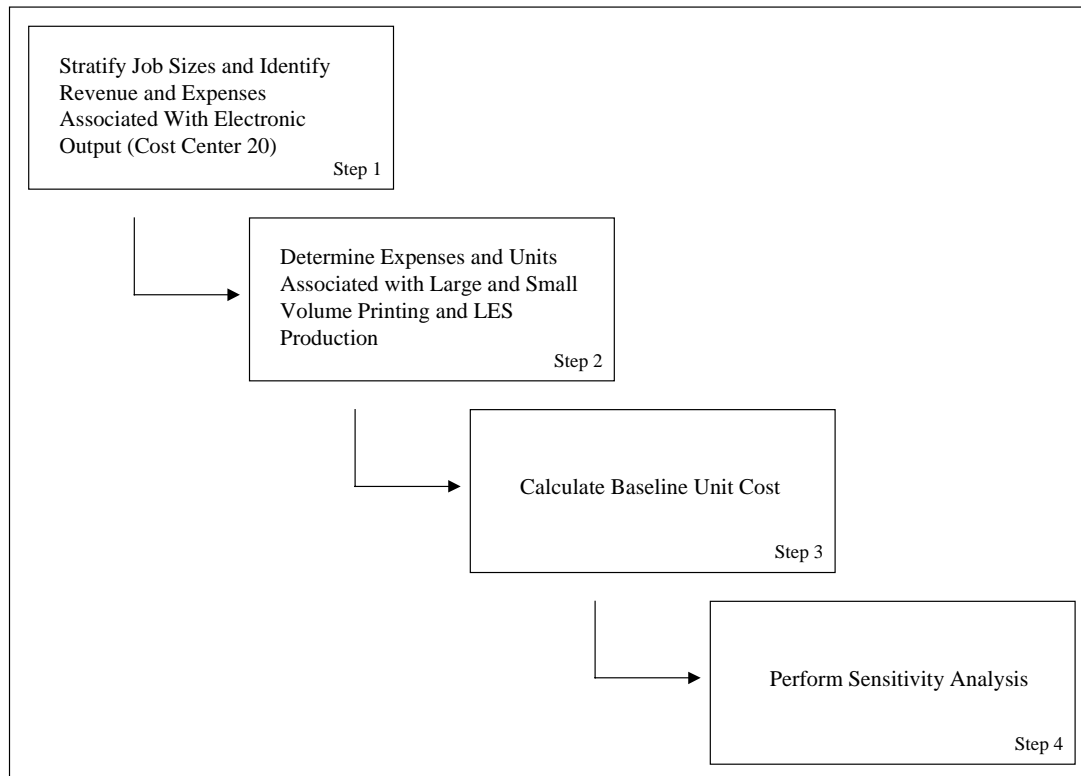 Stratify Job Sizes and Identify
Revenue and Expenses
Associated With Electronic
Output (Cost Center 20)
Step 1
Determine Expenses and Units
Associated with Large and Small
Volume Printing and LES
Production
Step 2
Calculate Baseline Unit Cost
Step 3
Perform Sensitivity Analysis
Step 4